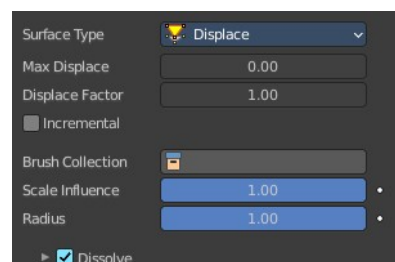 Surface Type Displace
Max Displace 0.00
Displace Factor 1.00
Incremental
Brush Collection
Scale Influence 1.00
Radius 1.00
Dissolve